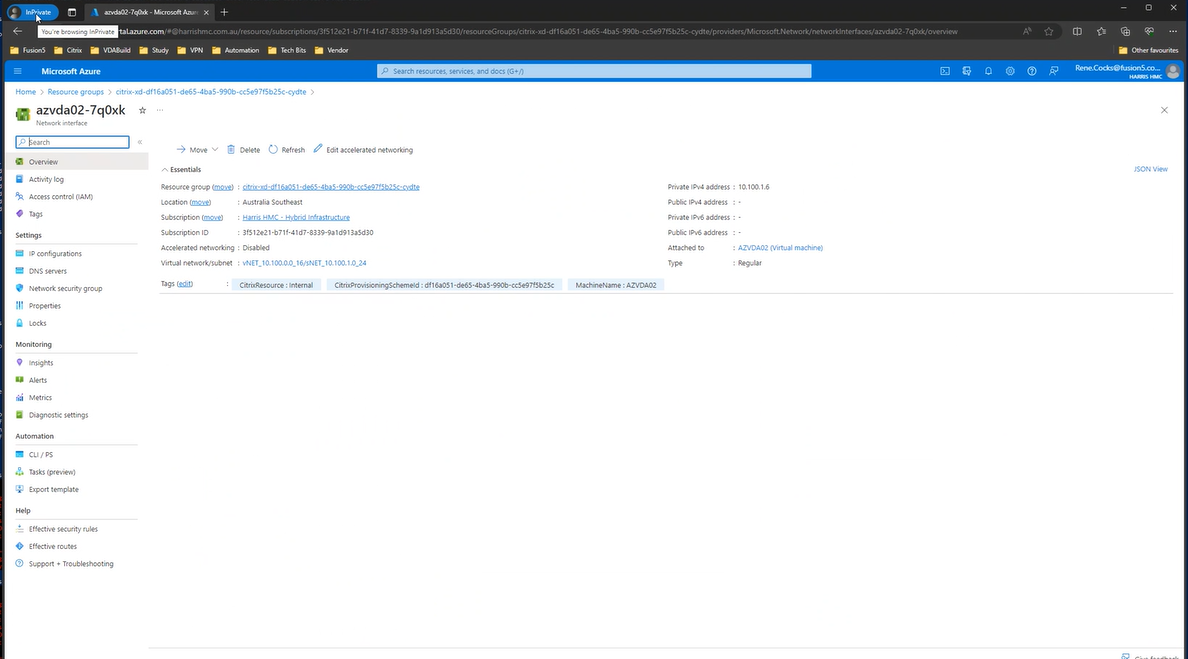 InPrivate
azvda02-7q0xk - Microsoft Azur
You're browsing InPrivate
rtal.azure.com/#@harrishmc.com.au/resource/subscriptions/3f512e21-b71f-41d7-8339-9a1d913a5d30/resourceGroups/citrix-xd-df16a051-de65-4ba5-990b-cc5e97f5b25c-cydte/providers/Microsoft.Network/networkInterfaces/azvda02-7q0xk/overview
Fusion5 Citrix VDABuild Study VPN Automation Tech Bits Vendor Other favourites
Microsoft Azure Search resources, services, and docs (G+/) Rene.Cocks@fusion5.co...
HARRIS HMC
Home > Resource groups > citrix-xd-df16a051-de65-4ba5-990b-cc5e97f5b25c-cydte >
azvda02-7q0xk ...
Network interface
Search «
Move Delete Refresh Edit accelerated networking
Overview
Activity log
Access control (IAM)
Tags
Settings
IP configurations
DNS servers
Network security group
Properties
Locks
Monitoring
Insights
Alerts
Metrics
Diagnostic settings
Automation
CLI / PS
Tasks (preview)
Export template
Help
Effective security rules
Effective routes
Support + Troubleshooting
Essentials JSON View
Resource group (move) : citrix-xd-df16a051-de65-4ba5-990b-cc5e97f5b25c-cydte
Location (move) : Australia Southeast
Subscription (move) : Harris HMC - Hybrid Infrastructure
Subscription ID : 3f512e21-b71f-41d7-8339-9a1d913a5d30
Accelerated networking : Disabled
Virtual network/subnet : vNET_10.100.0.0_16/sNET_10.100.1.0_24
Private IPv4 address : 10.100.1.6
Public IPv4 address : -
Private IPv6 address : -
Public IPv6 address : -
Attached to : AZVDA02 (Virtual machine)
Type : Regular
Tags (edit) : CitrixResource : Internal CitrixProvisioningSchemeId : df16a051-de65-4ba5-990b-cc5e97f5b25c MachineName : AZVDA02
Give feedback